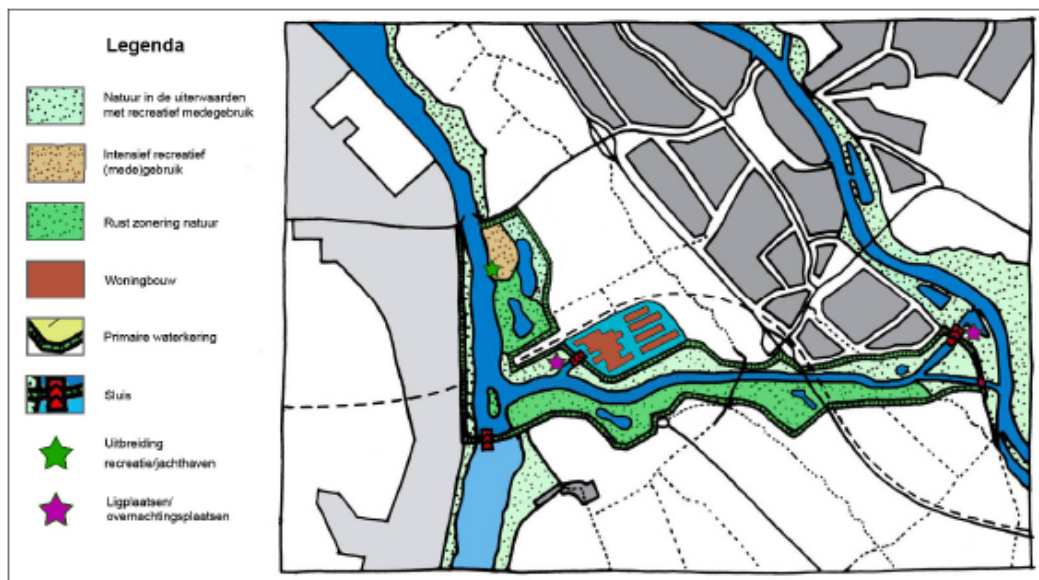 Legenda
Natuur in de uiterwaarden
met recreatief medegebruik
Intensief recreatief
(mede)gebruik
Rust zonering natuur
Woningbouw
Primaire waterkering
Sluis
Uitbreiding
recreatie/jachthaven
Ligplaatsen/
overnachtingsplaatsen